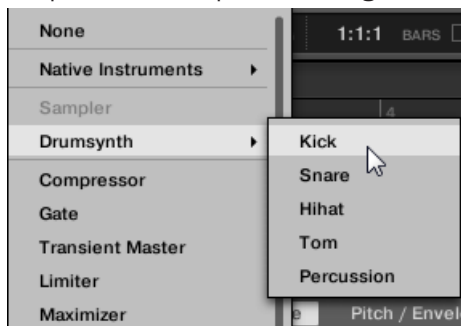 None
1:1:1 BARS
Native Instruments
Sampler
4
Drumsynth
Kick
Snare
Compressor
Hihat
Gate
Tom
Transient Master
Percussion
Limiter
Maximizer
Pitch / Envel